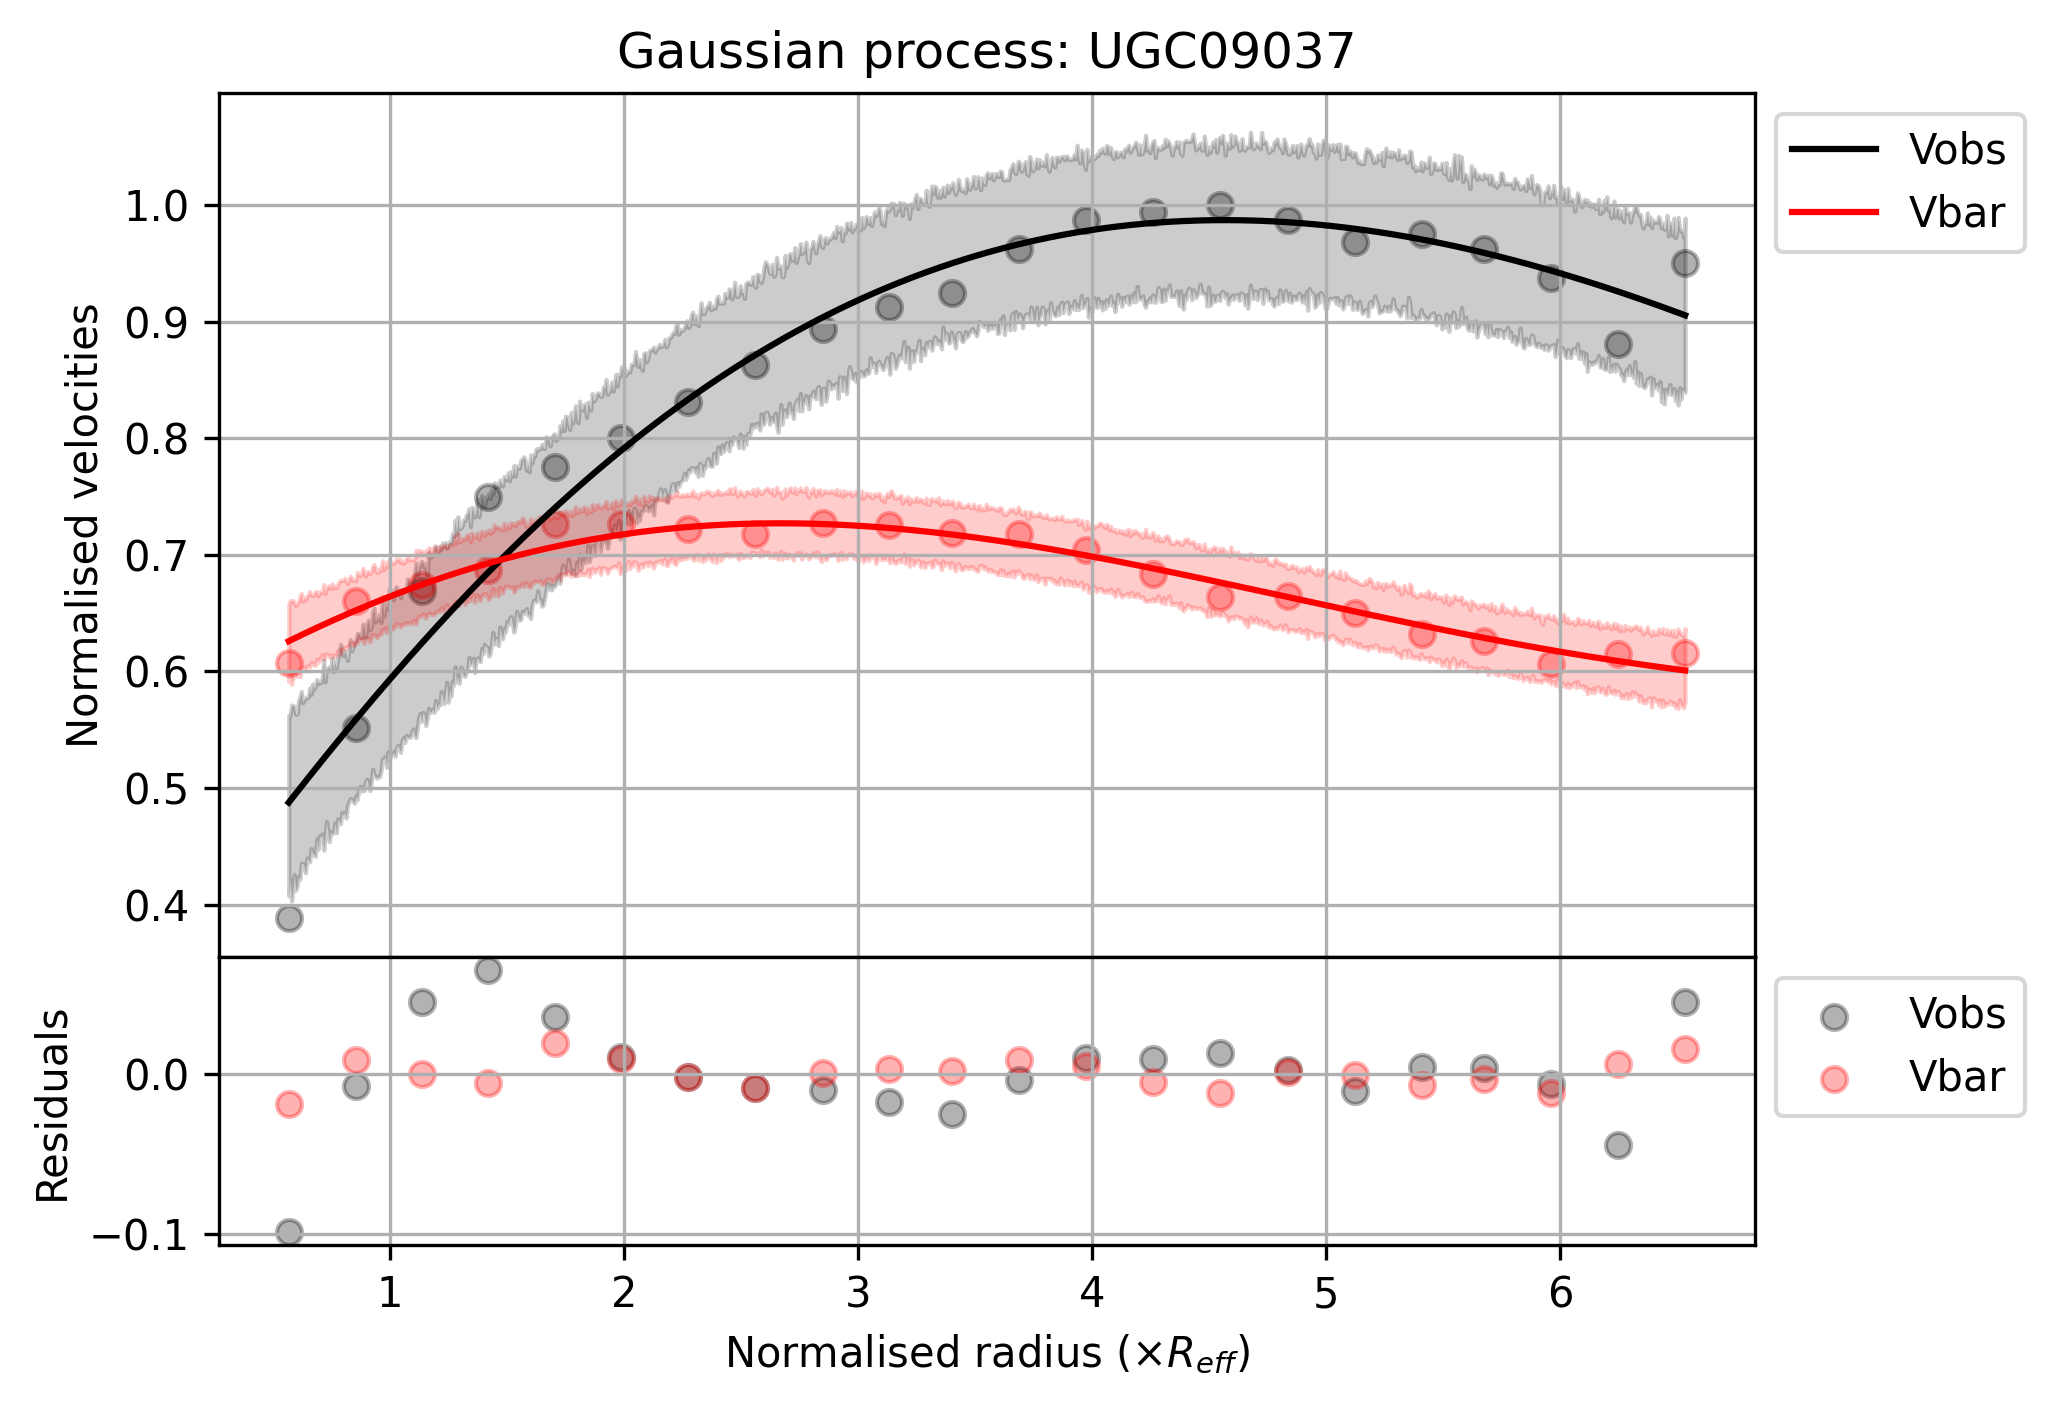 Gaussian process: UGC09037
Vobs
Vbar
Normalised velocities
1.0
0.9
0.8
0.7
0.6
0.5
0.4
Vobs
Vbar
Residuals
0.0
−0.1
1 2 3 4 5 6
Normalised radius (×R_eff)